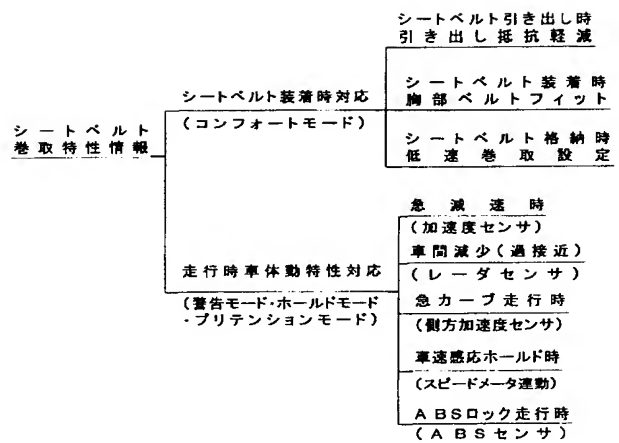 シートベルト
巻取特性情報
シートベルト装着時対応
(コンフォートモード)
シートベルト引き出し時
引き出し抵抗軽減
シートベルト装着時
胸部ベルトフィット
シートベルト格納時
低速巻取設定
走行時車体動特性対応
(警告モード・ホールドモード
・プリテンションモード)
急減速時
(加速度センサ)
車間減少(過接近)
(レーダセンサ)
急カーブ走行時
(側方加速度センサ)
車速感応ホールド時
(スピードメータ連動)
ABSロック走行時
(ABSセンサ)